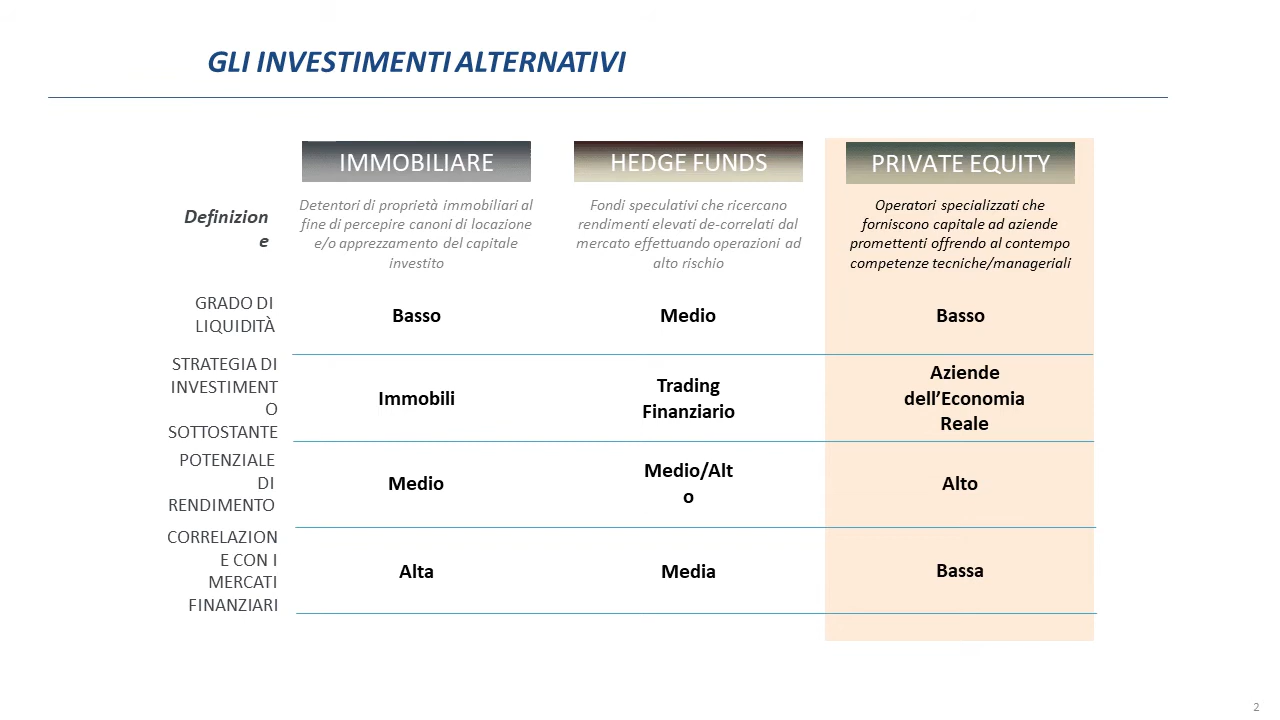 GLI INVESTIMENTI ALTERNATIVI
IMMOBILIARE
HEDGE FUNDS
PRIVATE EQUITY
Definizion
e
Detentori di proprietà immobiliari al
fine di percepire canoni di locazione
e/o apprezzamento del capitale
investito
Fondi speculativi che ricercano
rendimenti elevati de-correlati dal
mercato effettuando operazioni ad
alto rischio
Operatori specializzati che
forniscono capitale ad aziende
promettenti offrendo al contempo
competenze tecniche/manageriali
GRADO DI
LIQUIDITÀ
Basso
Medio
Basso
STRATEGIA DI
INVESTIMENT
O
SOTTOSTANTE
Immobili
Trading
Finanziario
Aziende
dell’Economia
Reale
POTENZIALE
DI
RENDIMENTO
Medio
Medio/Alt
o
Alto
CORRELAZION
E CON I
MERCATI
FINANZIARI
Alta
Media
Bassa
2